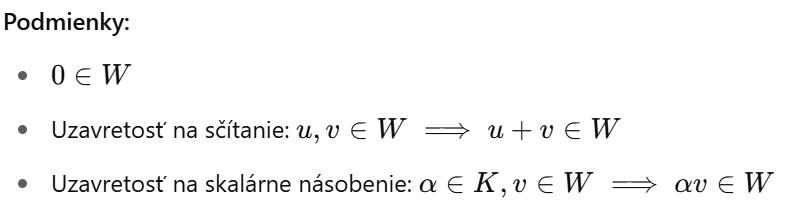 Podmienky:
• 0 ∈ W
• Uzavretosť na sčítanie: u, v ∈ W ⟹ u + v ∈ W
• Uzavretosť na skalárne násobenie: α ∈ K, v ∈ W ⟹ αv ∈ W